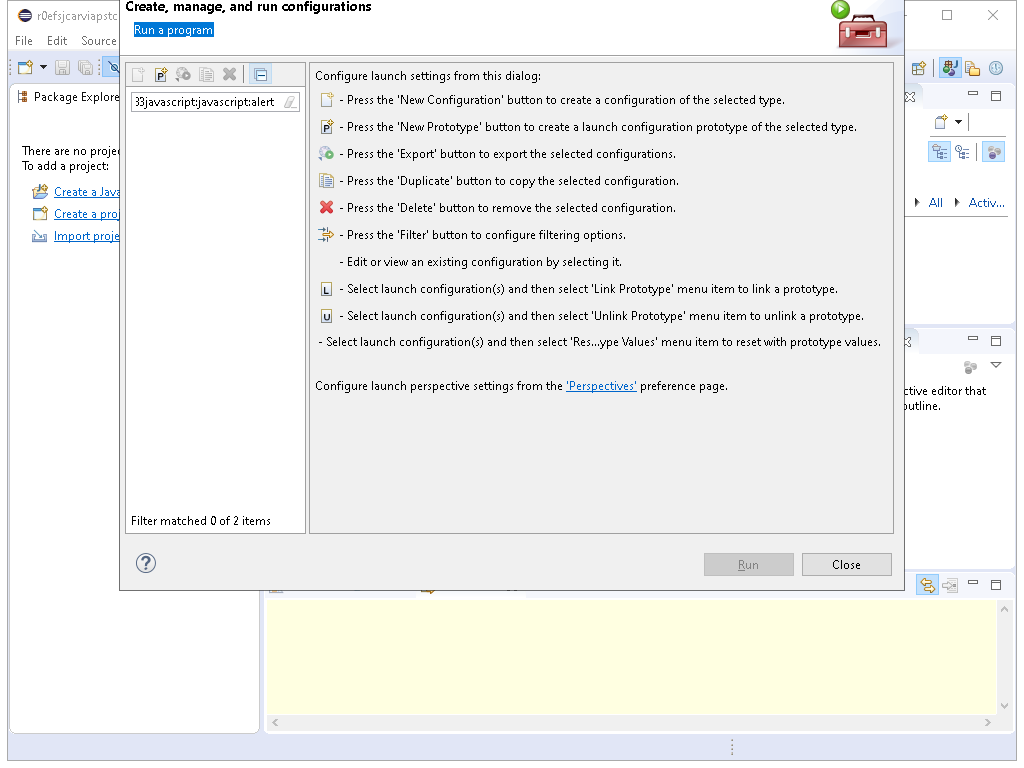 Create, manage, and run configurations
r0efsjcarviapstc
Run a program
File Edit Source
Package Explore
Configure launch settings from this dialog:
33javascript:javascript:alert
- Press the 'New Configuration' button to create a configuration of the selected type.
- Press the 'New Prototype' button to create a launch configuration prototype of the selected type.
There are no proje
To add a project:
- Press the 'Export' button to export the selected configurations.
- Press the 'Duplicate' button to copy the selected configuration.
Create a Java
- Press the 'Delete' button to remove the selected configuration.
All Activ...
Create a proj
Import proje
- Press the 'Filter' button to configure filtering options.
- Edit or view an existing configuration by selecting it.
L - Select launch configuration(s) and then select 'Link Prototype' menu item to link a prototype.
U - Select launch configuration(s) and then select 'Unlink Prototype' menu item to unlink a prototype.
- Select launch configuration(s) and then select 'Res...ype Values' menu item to reset with prototype values.
Configure launch perspective settings from the 'Perspectives' preference page.
ctive editor that
outline.
Filter matched 0 of 2 items
Run Close